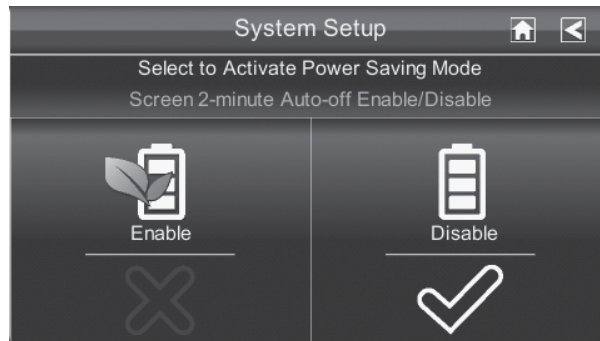 System Setup
Select to Activate Power Saving Mode
Screen 2-minute Auto-off Enable/Disable
Enable
Disable